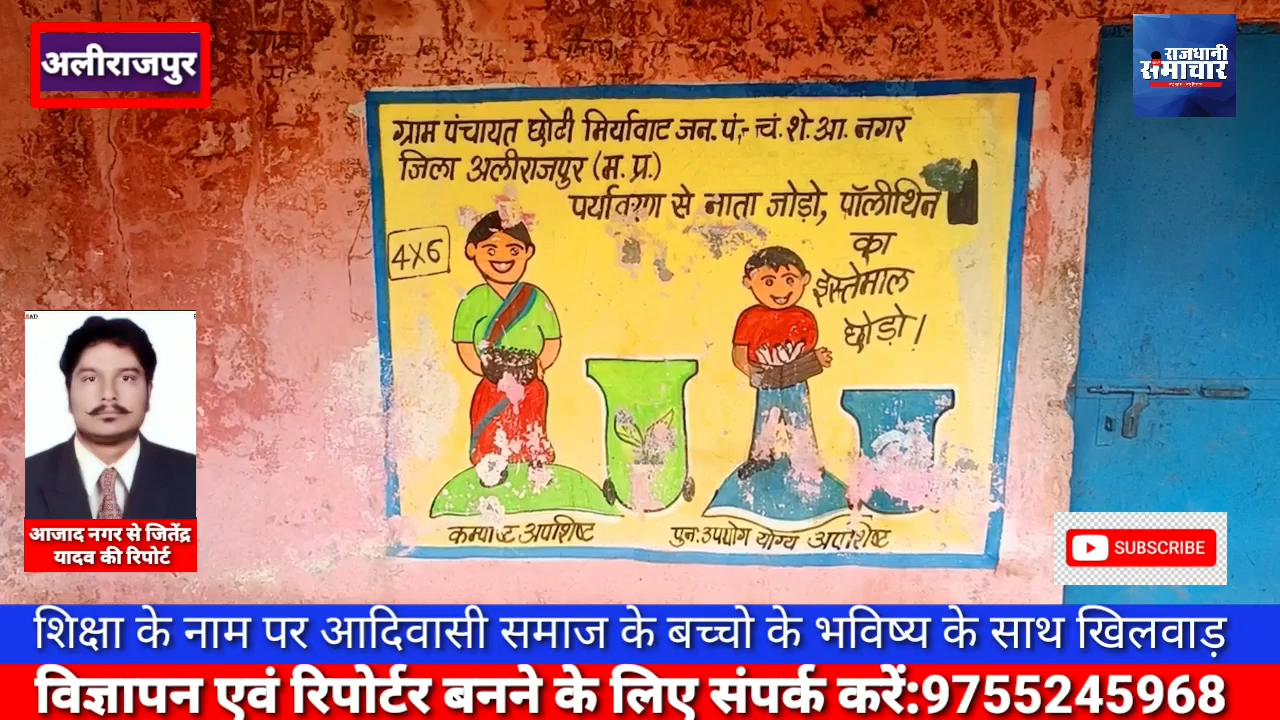 अलीराजपुर
राजधानी
समाचार
ग्राम पंचायत छोटी मिर्यावाट जन. पं.- चं. शे. आ. नगर
जिला अलीराजपुर (म. प्र.)
पर्यावरण से नाता जोड़ो, पॉलीथिन
का
इस्तेमाल
छोड़ो!
4X6
कम्पोष्ट अपशिष्ट
पुन: उपयोग योग्य अपशिष्ट
आजाद नगर से जितेंद्र
यादव की रिपोर्ट
SUBSCRIBE
शिक्षा के नाम पर आदिवासी समाज के बच्चो के भविष्य के साथ खिलवाड़
विज्ञापन एवं रिपोर्टर बनने के लिए संपर्क करें:9755245968